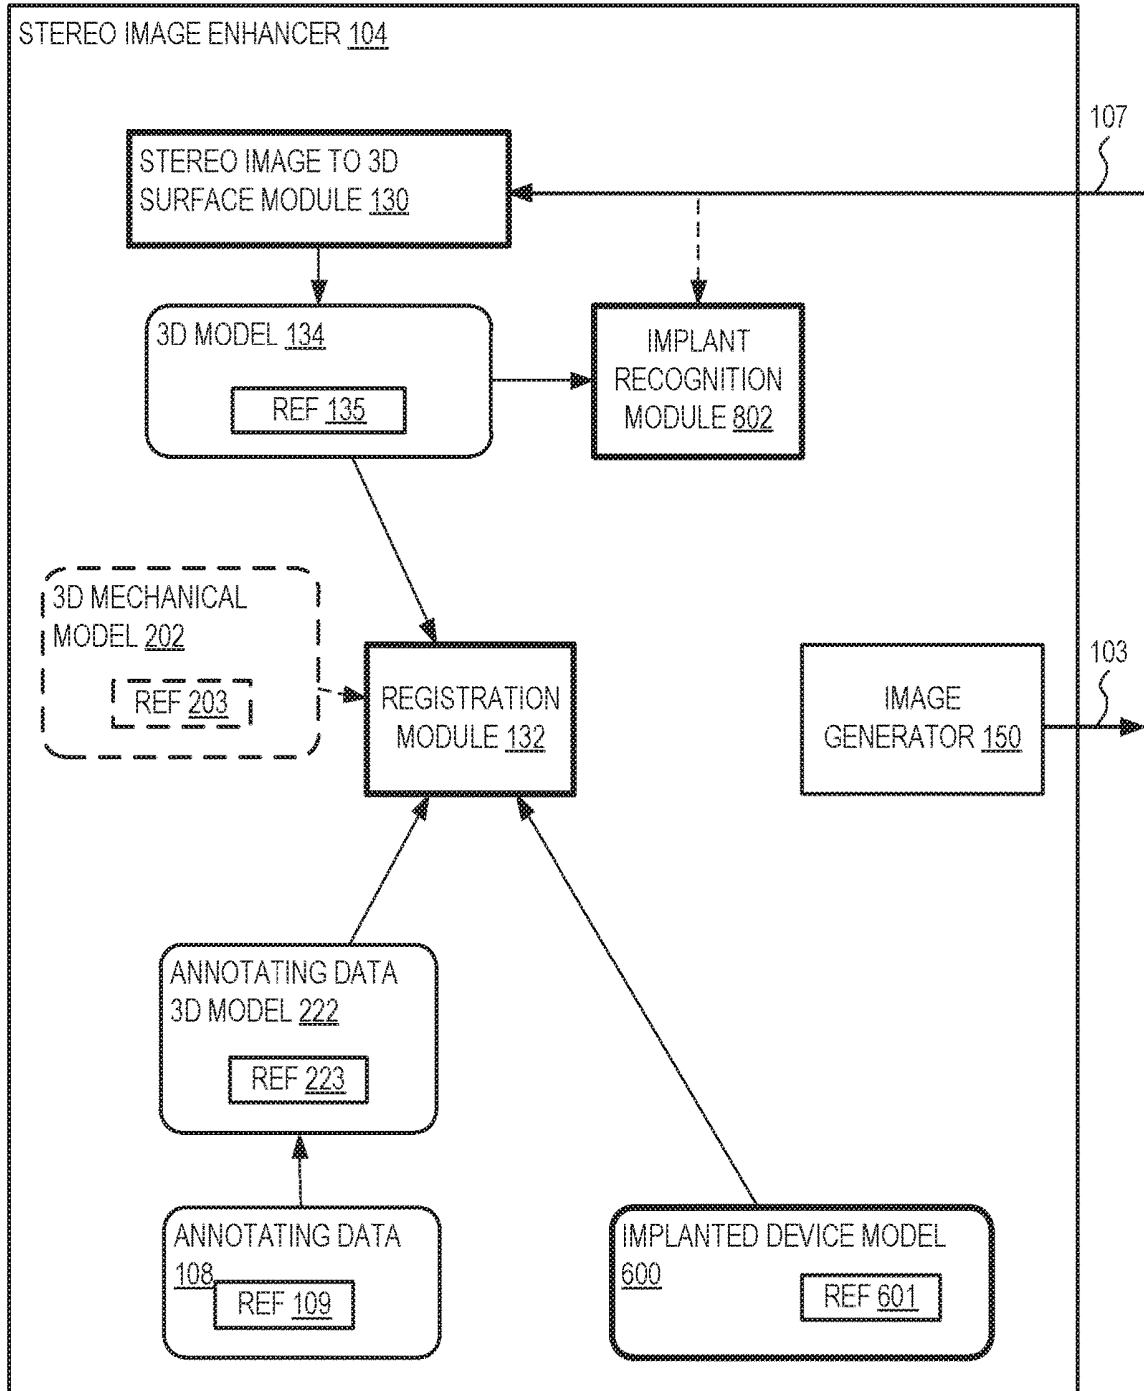 STEREO IMAGE ENHANCER 104
107
STEREO IMAGE TO 3D
SURFACE MODULE 130
3D MODEL 134
REF 135
IMPLANT
RECOGNITION
MODULE 802
3D MECHANICAL
MODEL 202
REF 203
REGISTRATION
MODULE 132
IMAGE
GENERATOR 150
103
ANNOTATING DATA
3D MODEL 222
REF 223
ANNOTATING DATA
108
REF 109
IMPLANTED DEVICE MODEL
600
REF 601